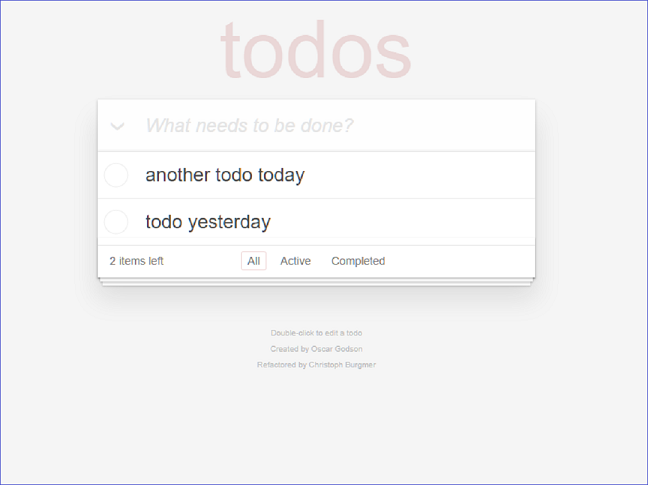 todos
What needs to be done?
another todo today
todo yesterday
2 items left All Active Completed
Double-click to edit a todo
Created by Oscar Godson
Refactored by Christoph Burgmer